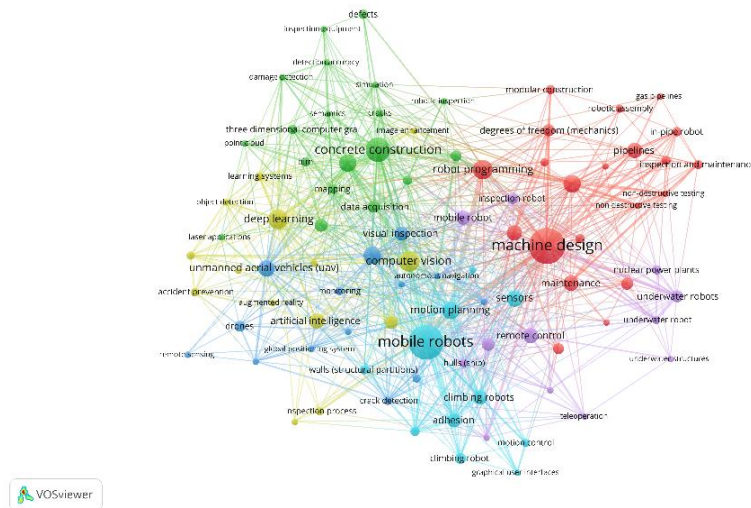 defects
inspection equipment
detection accuracy
damage detection
simulation
modular construction
gas pipelines
robotic inspection
robotic assembly
semantics
cracks
three dimensional computer gra
image enhancement
degrees of freedom (mechanics)
in-pipe robot
point cloud
concrete construction
pipelines
bim
robot programming
inspection and maintenanc
learning systems
mapping
non-destructive testing
inspection robot
object detection
data acquisition
nondestructive testing
deep learning
mobile robot
laser applications
visual inspection
machine design
computer vision
unmanned aerial vehicles (uav)
autonomous navigation
nuclear power plants
maintenance
accident prevention
monitoring
sensors
underwater robots
augmented reality
motion planning
artificial intelligence
underwater robot
drones
remote control
mobile robots
global positioning system
remote sensing
hulls (ship)
underwater structures
walls (structural partitions)
climbing robots
crack detection
nspection process
adhesion
teleoperation
motion control
climbing robot
graphical user interfaces
VOSviewer